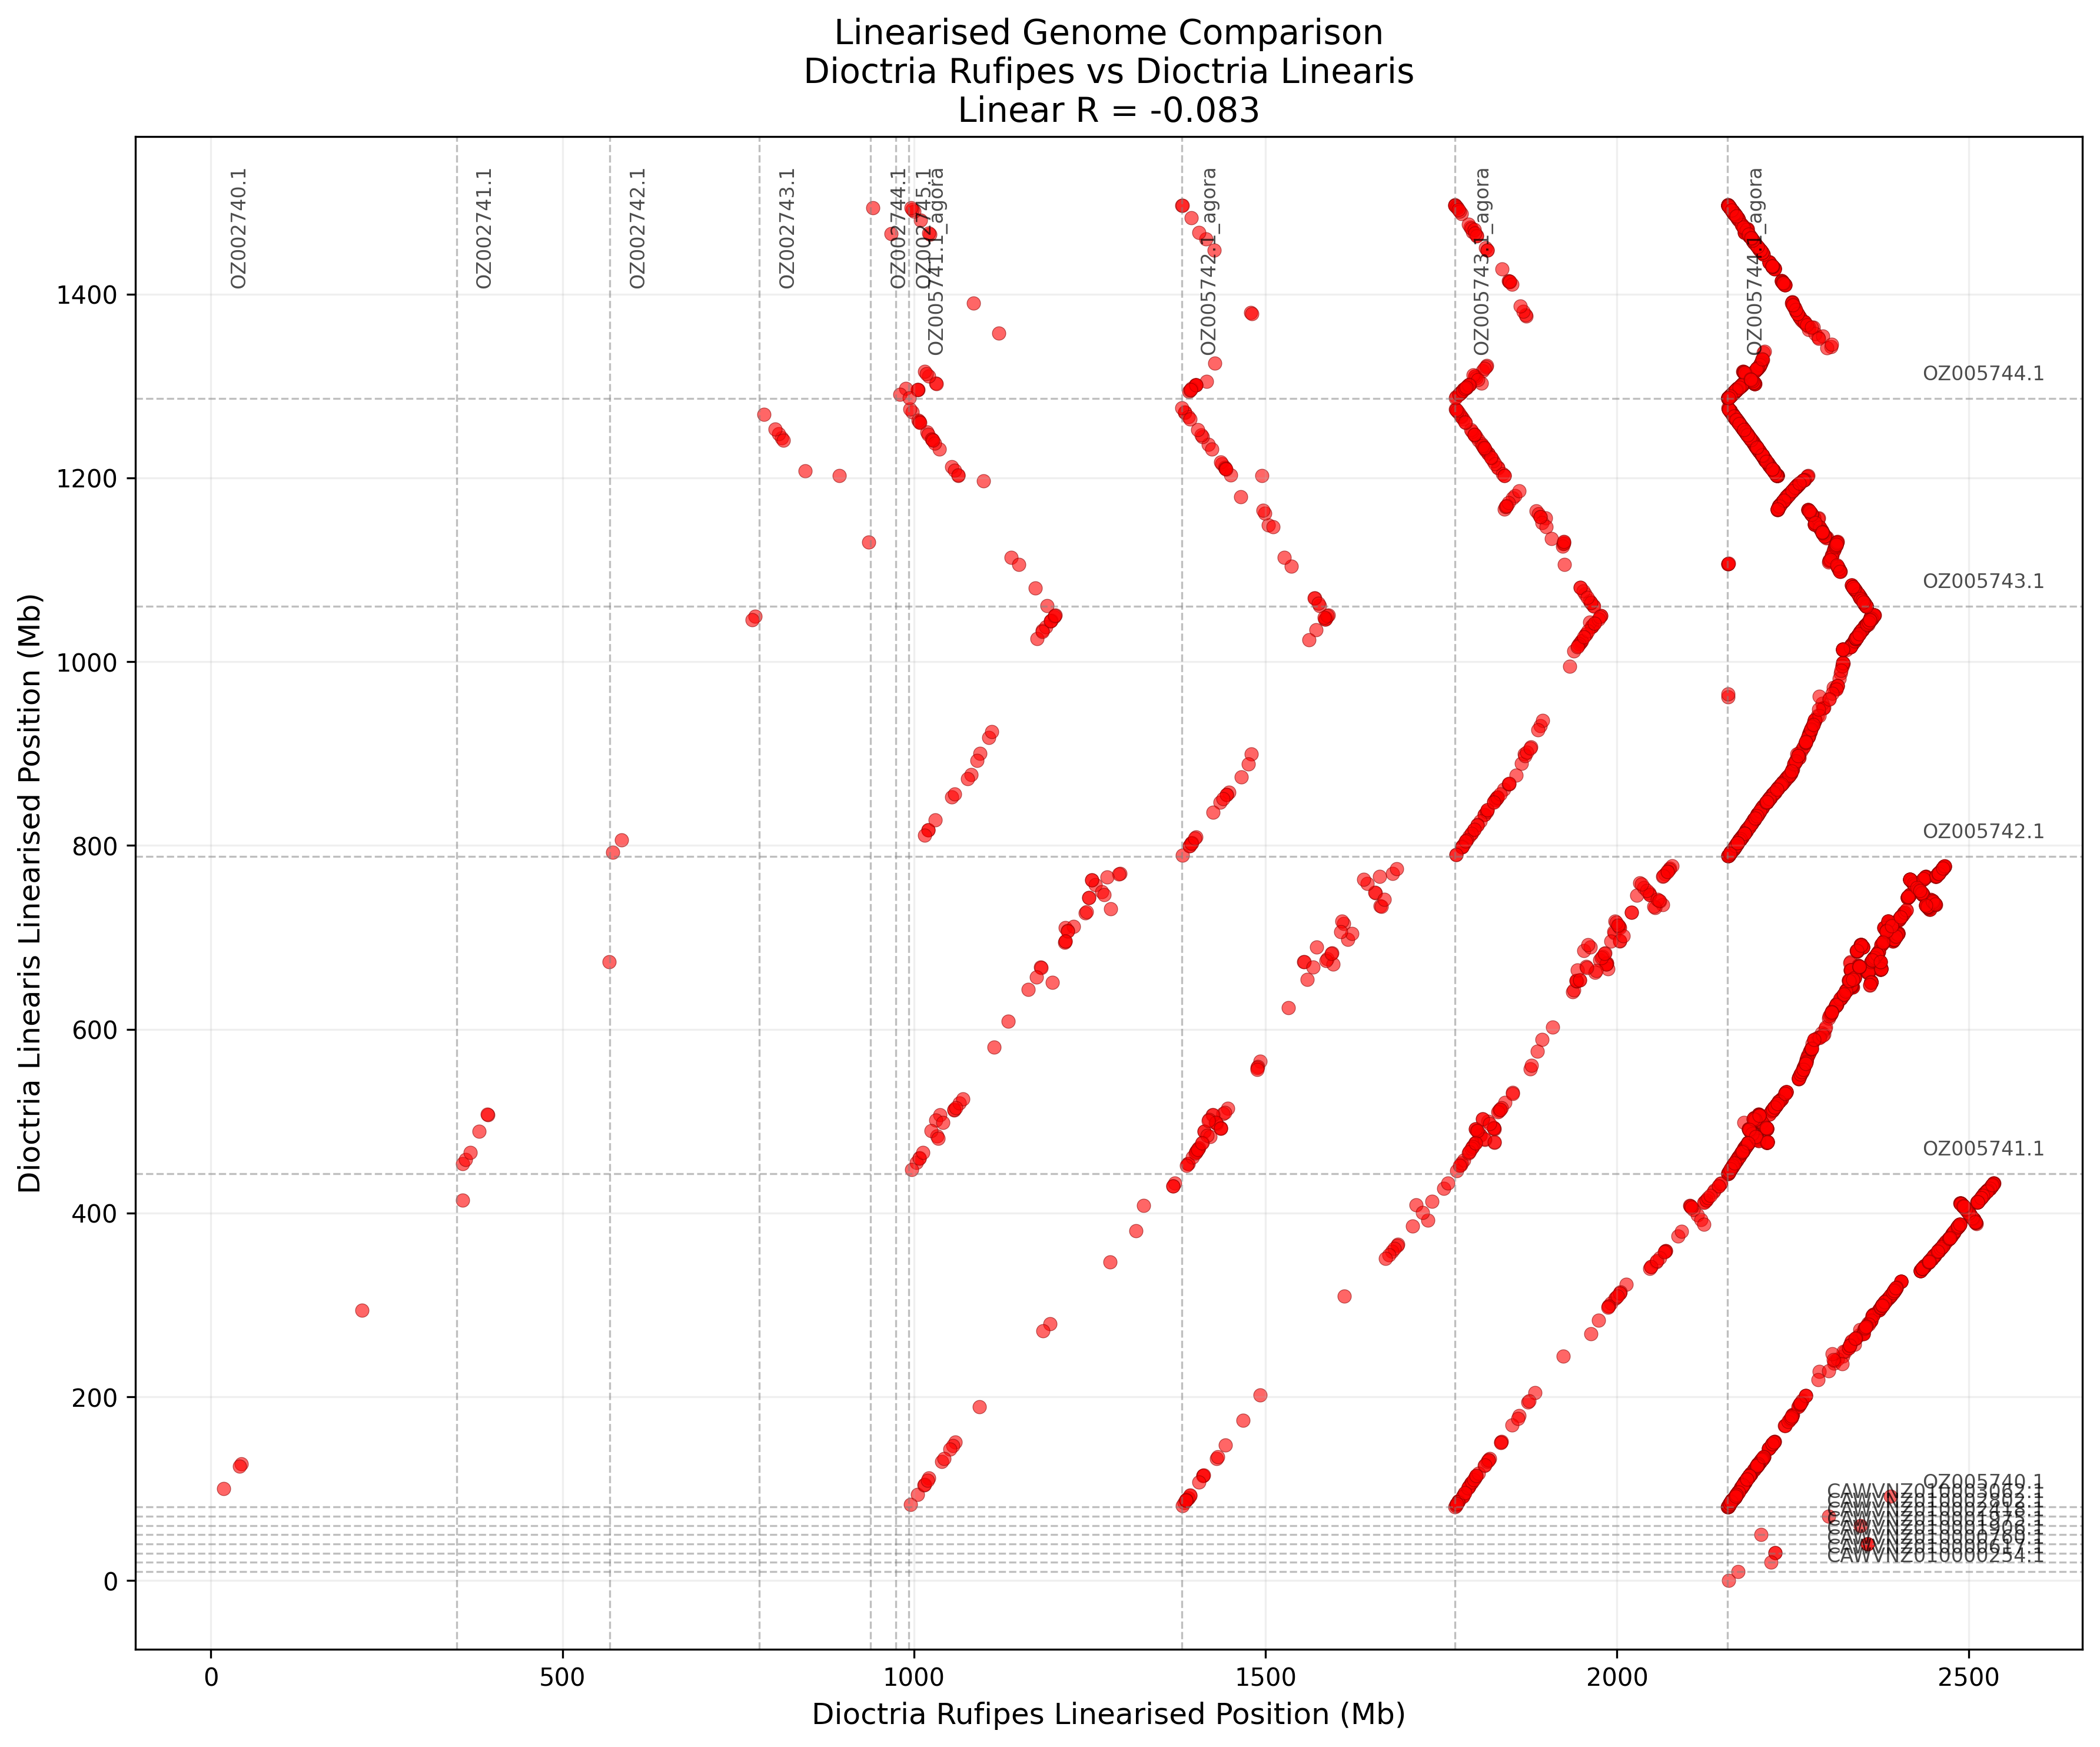 Linearised Genome Comparison
Dioctria Rufipes vs Dioctria Linearis
Linear R = -0.083
OZ002740.1
OZ002741.1
OZ002742.1
OZ002743.1
OZ002744.1
OZ002745.1
OZ005741.1_agora
OZ005742.1_agora
OZ005743.1_agora
OZ005744.1_agora
OZ005744.1
OZ005743.1
OZ005742.1
OZ005741.1
OZ005740.1
CAWVNZ010003062.1
CAWVNZ010000254.1
1400
1200
1000
800
600
400
200
0
Dioctria Linearis Linearised Position (Mb)
0
500
1000
1500
2000
2500
Dioctria Rufipes Linearised Position (Mb)